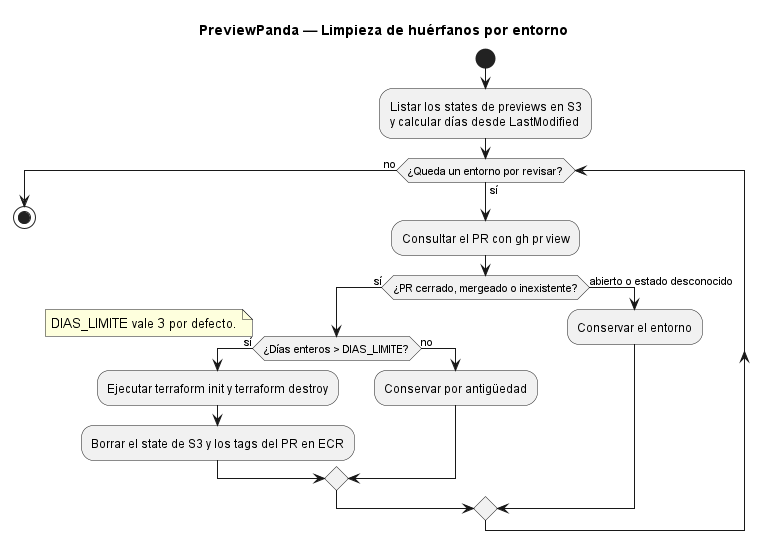 PreviewPanda — Limpieza de huérfanos por entorno
Listar los states de previews en S3
y calcular días desde LastModified
no
¿Queda un entorno por revisar?
sí
Consultar el PR con gh pr view
sí
¿PR cerrado, mergeado o inexistente?
abierto o estado desconocido
DIAS_LIMITE vale 3 por defecto.
Conservar el entorno
sí
¿Días enteros > DIAS_LIMITE?
no
Ejecutar terraform init y terraform destroy
Conservar por antigüedad
Borrar el state de S3 y los tags del PR en ECR